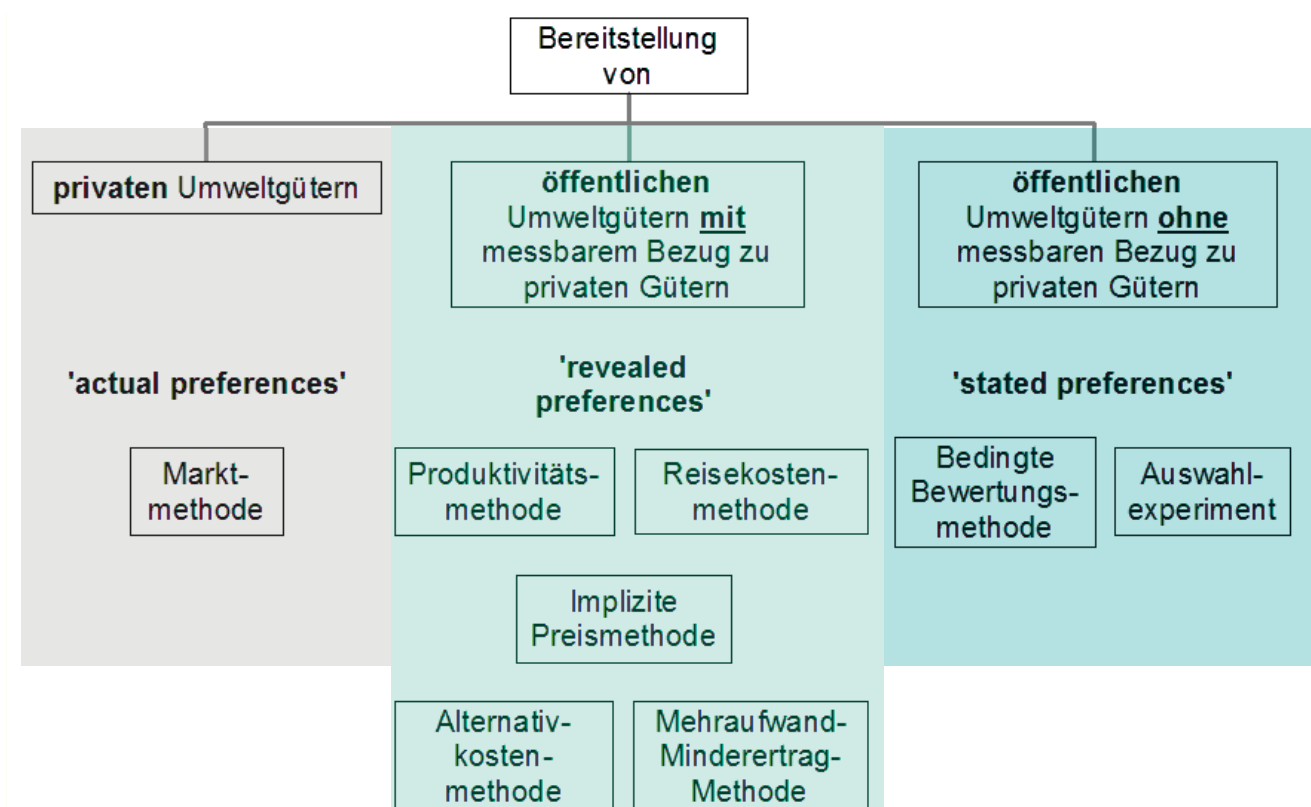 Bereitstellung
von
privaten Umweltgütern
öffentlichen
Umweltgütern mit
messbarem Bezug zu
privaten Gütern
öffentlichen
Umweltgütern ohne
messbaren Bezug zu
privaten Gütern
'actual preferences'
'revealed
preferences'
'stated preferences'
Markt-
methode
Produktivitäts-
methode
Reisekosten-
methode
Bedingte
Bewertungs-
methode
Auswahl-
experiment
Implizite
Preismethode
Alternativ-
kosten-
methode
Mehraufwand-
Minderertrag-
Methode